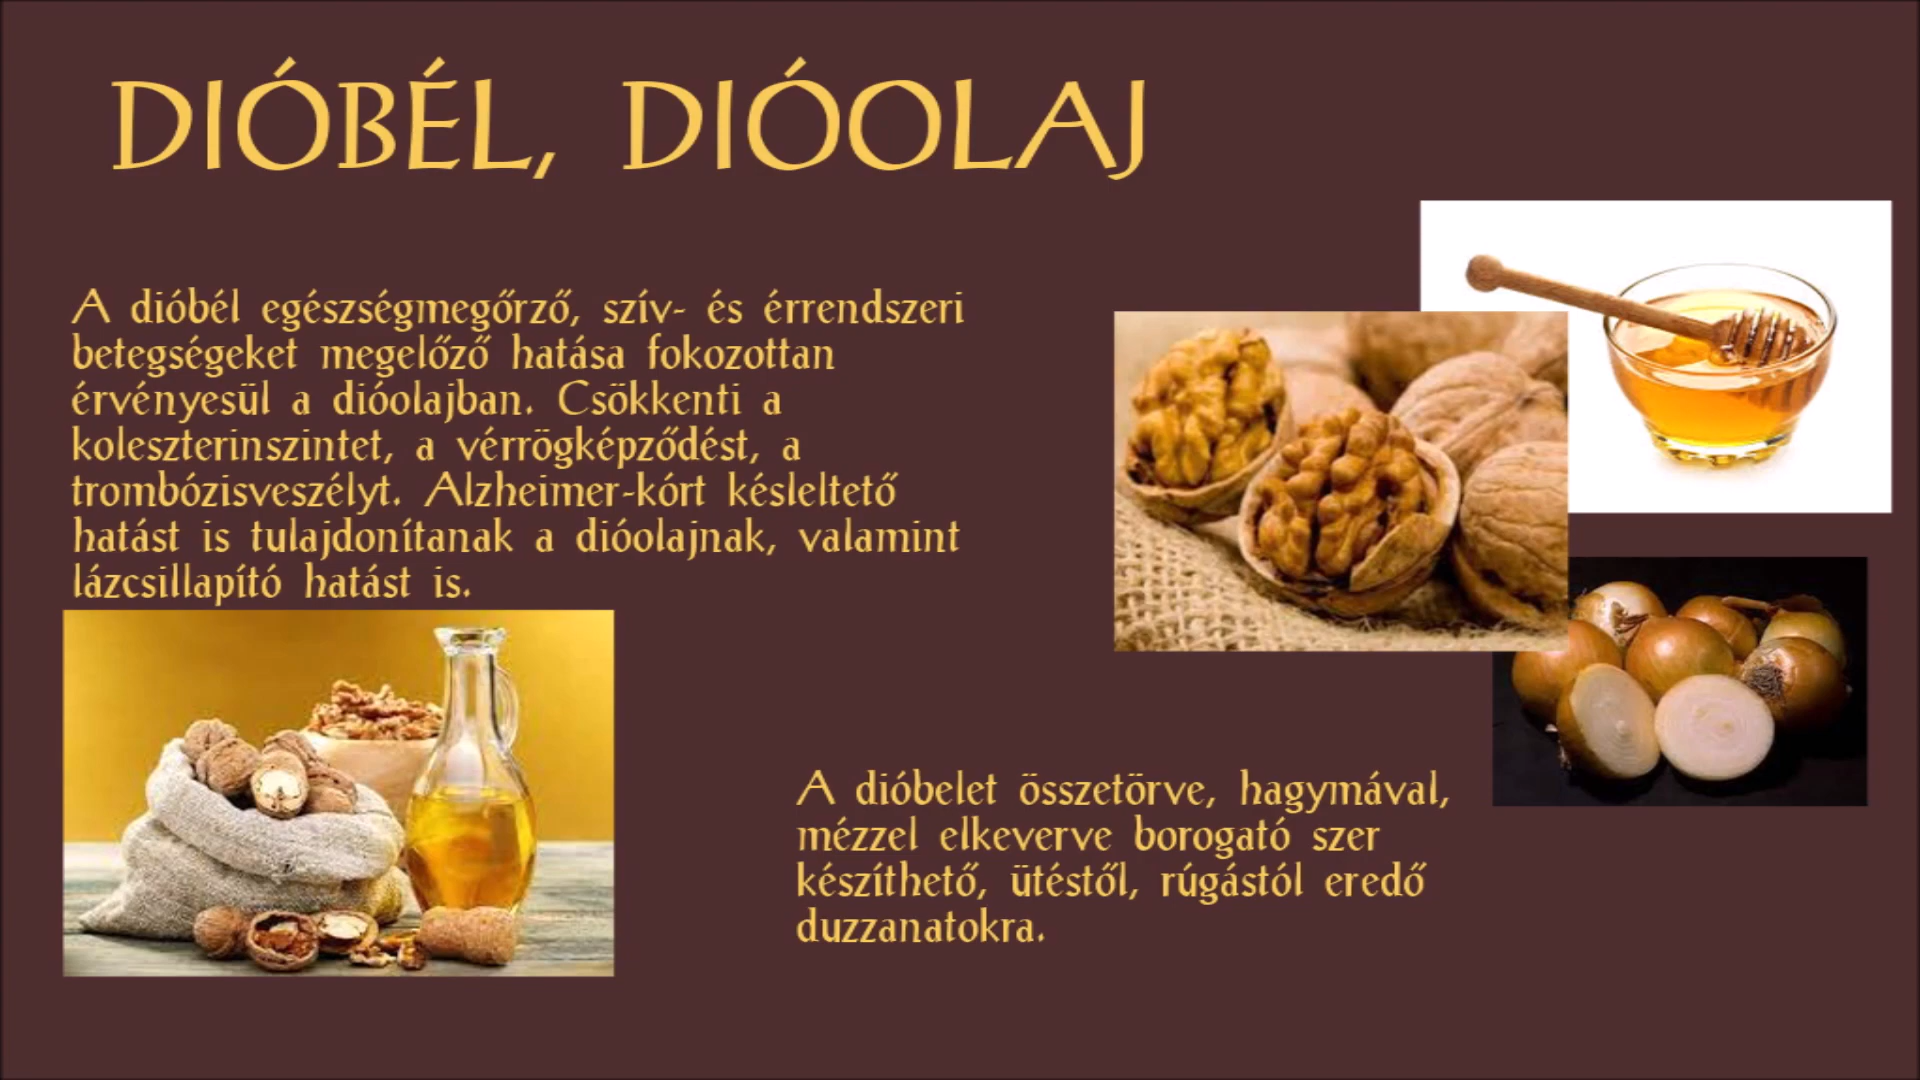 DIÓBÉL, DIÓOLAJ
A dióbél egészségmegőrző, szív- és érrendszeri
betegségeket megelőző hatása fokozottan
érvényesül a dióolajban. Csökkenti a
koleszterinszintet, a vérrögképződést, a
trombózisveszélyt. Alzheimer-kórt késleltető
hatást is tulajdonítanak a dióolajnak, valamint
lázcsillapító hatást is.
A dióbelet összetörve, hagymával,
mézzel elkeverve borogató szer
készíthető, ütéstől, rúgástól eredő
duzzanatokra.